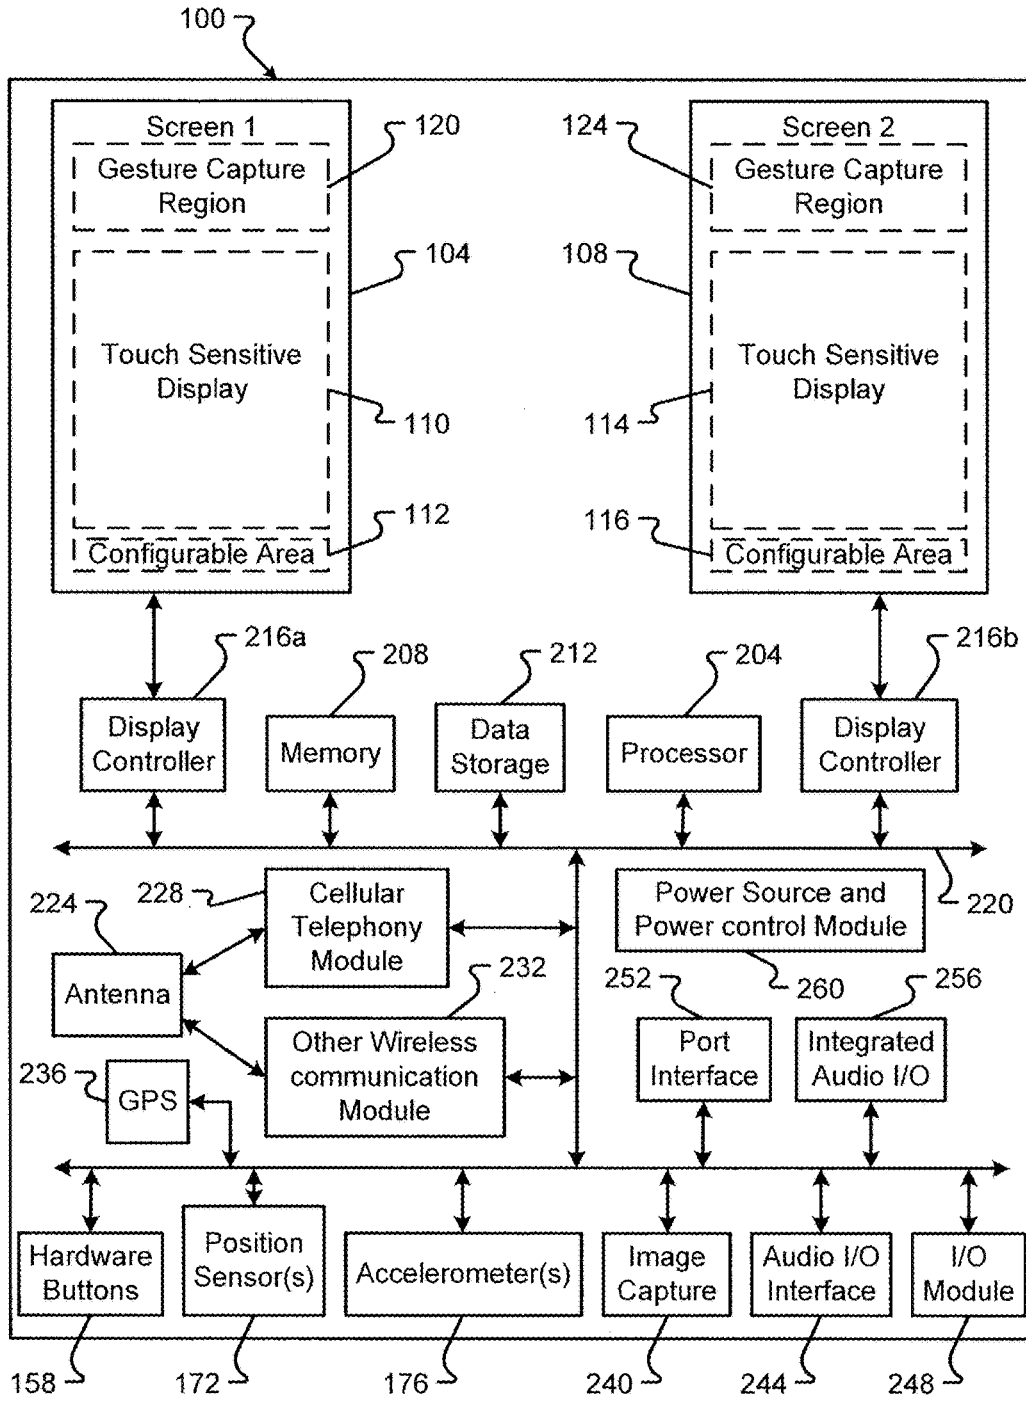 100
Screen 1
Gesture Capture
Region
120
104
Touch Sensitive
Display
110
112
Configurable Area
Screen 2
124
Gesture Capture
Region
108
Touch Sensitive
Display
114
116
Configurable Area
216a
208
212
204
216b
Display
Controller
Memory
Data
Storage
Processor
Display
Controller
220
224
228
Cellular
Telephony
Module
Power Source and
Power control Module
260
Antenna
232
Other Wireless
communication
Module
252
Port
Interface
256
Integrated
Audio I/O
236
GPS
Hardware
Buttons
Position
Sensor(s)
Accelerometer(s)
Image
Capture
Audio I/O
Interface
I/O
Module
158
172
176
240
244
248